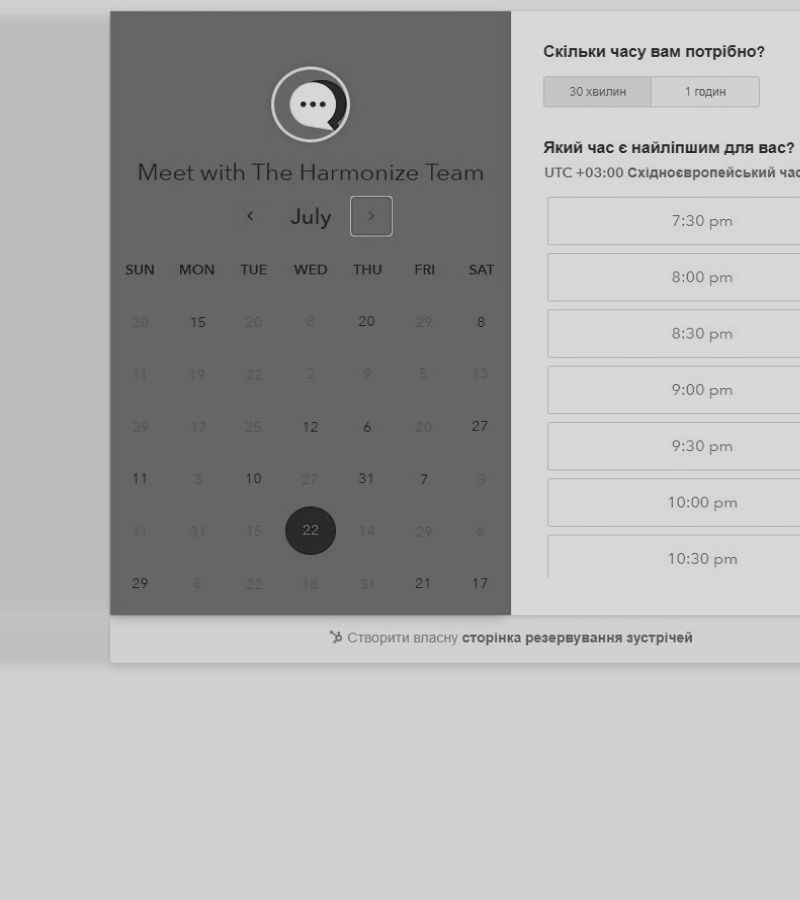 Meet with The Harmonize Team
July
SUN MON TUE WED THU FRI SAT
20 15 20 8 20 29 8
11 19 22 2 9 5 13
29 17 25 12 6 20 27
11 3 10 27 31 7 3
11 31 15 22 14 29 6
29 8 22 18 31 21 17
Скільки часу вам потрібно?
30 хвилин 1 годин
Який час є найліпшим для вас?
UTC +03:00 Східноєвропейський час
7:30 pm
8:00 pm
8:30 pm
9:00 pm
9:30 pm
10:00 pm
10:30 pm
Створити власну сторінка резервування зустрічей